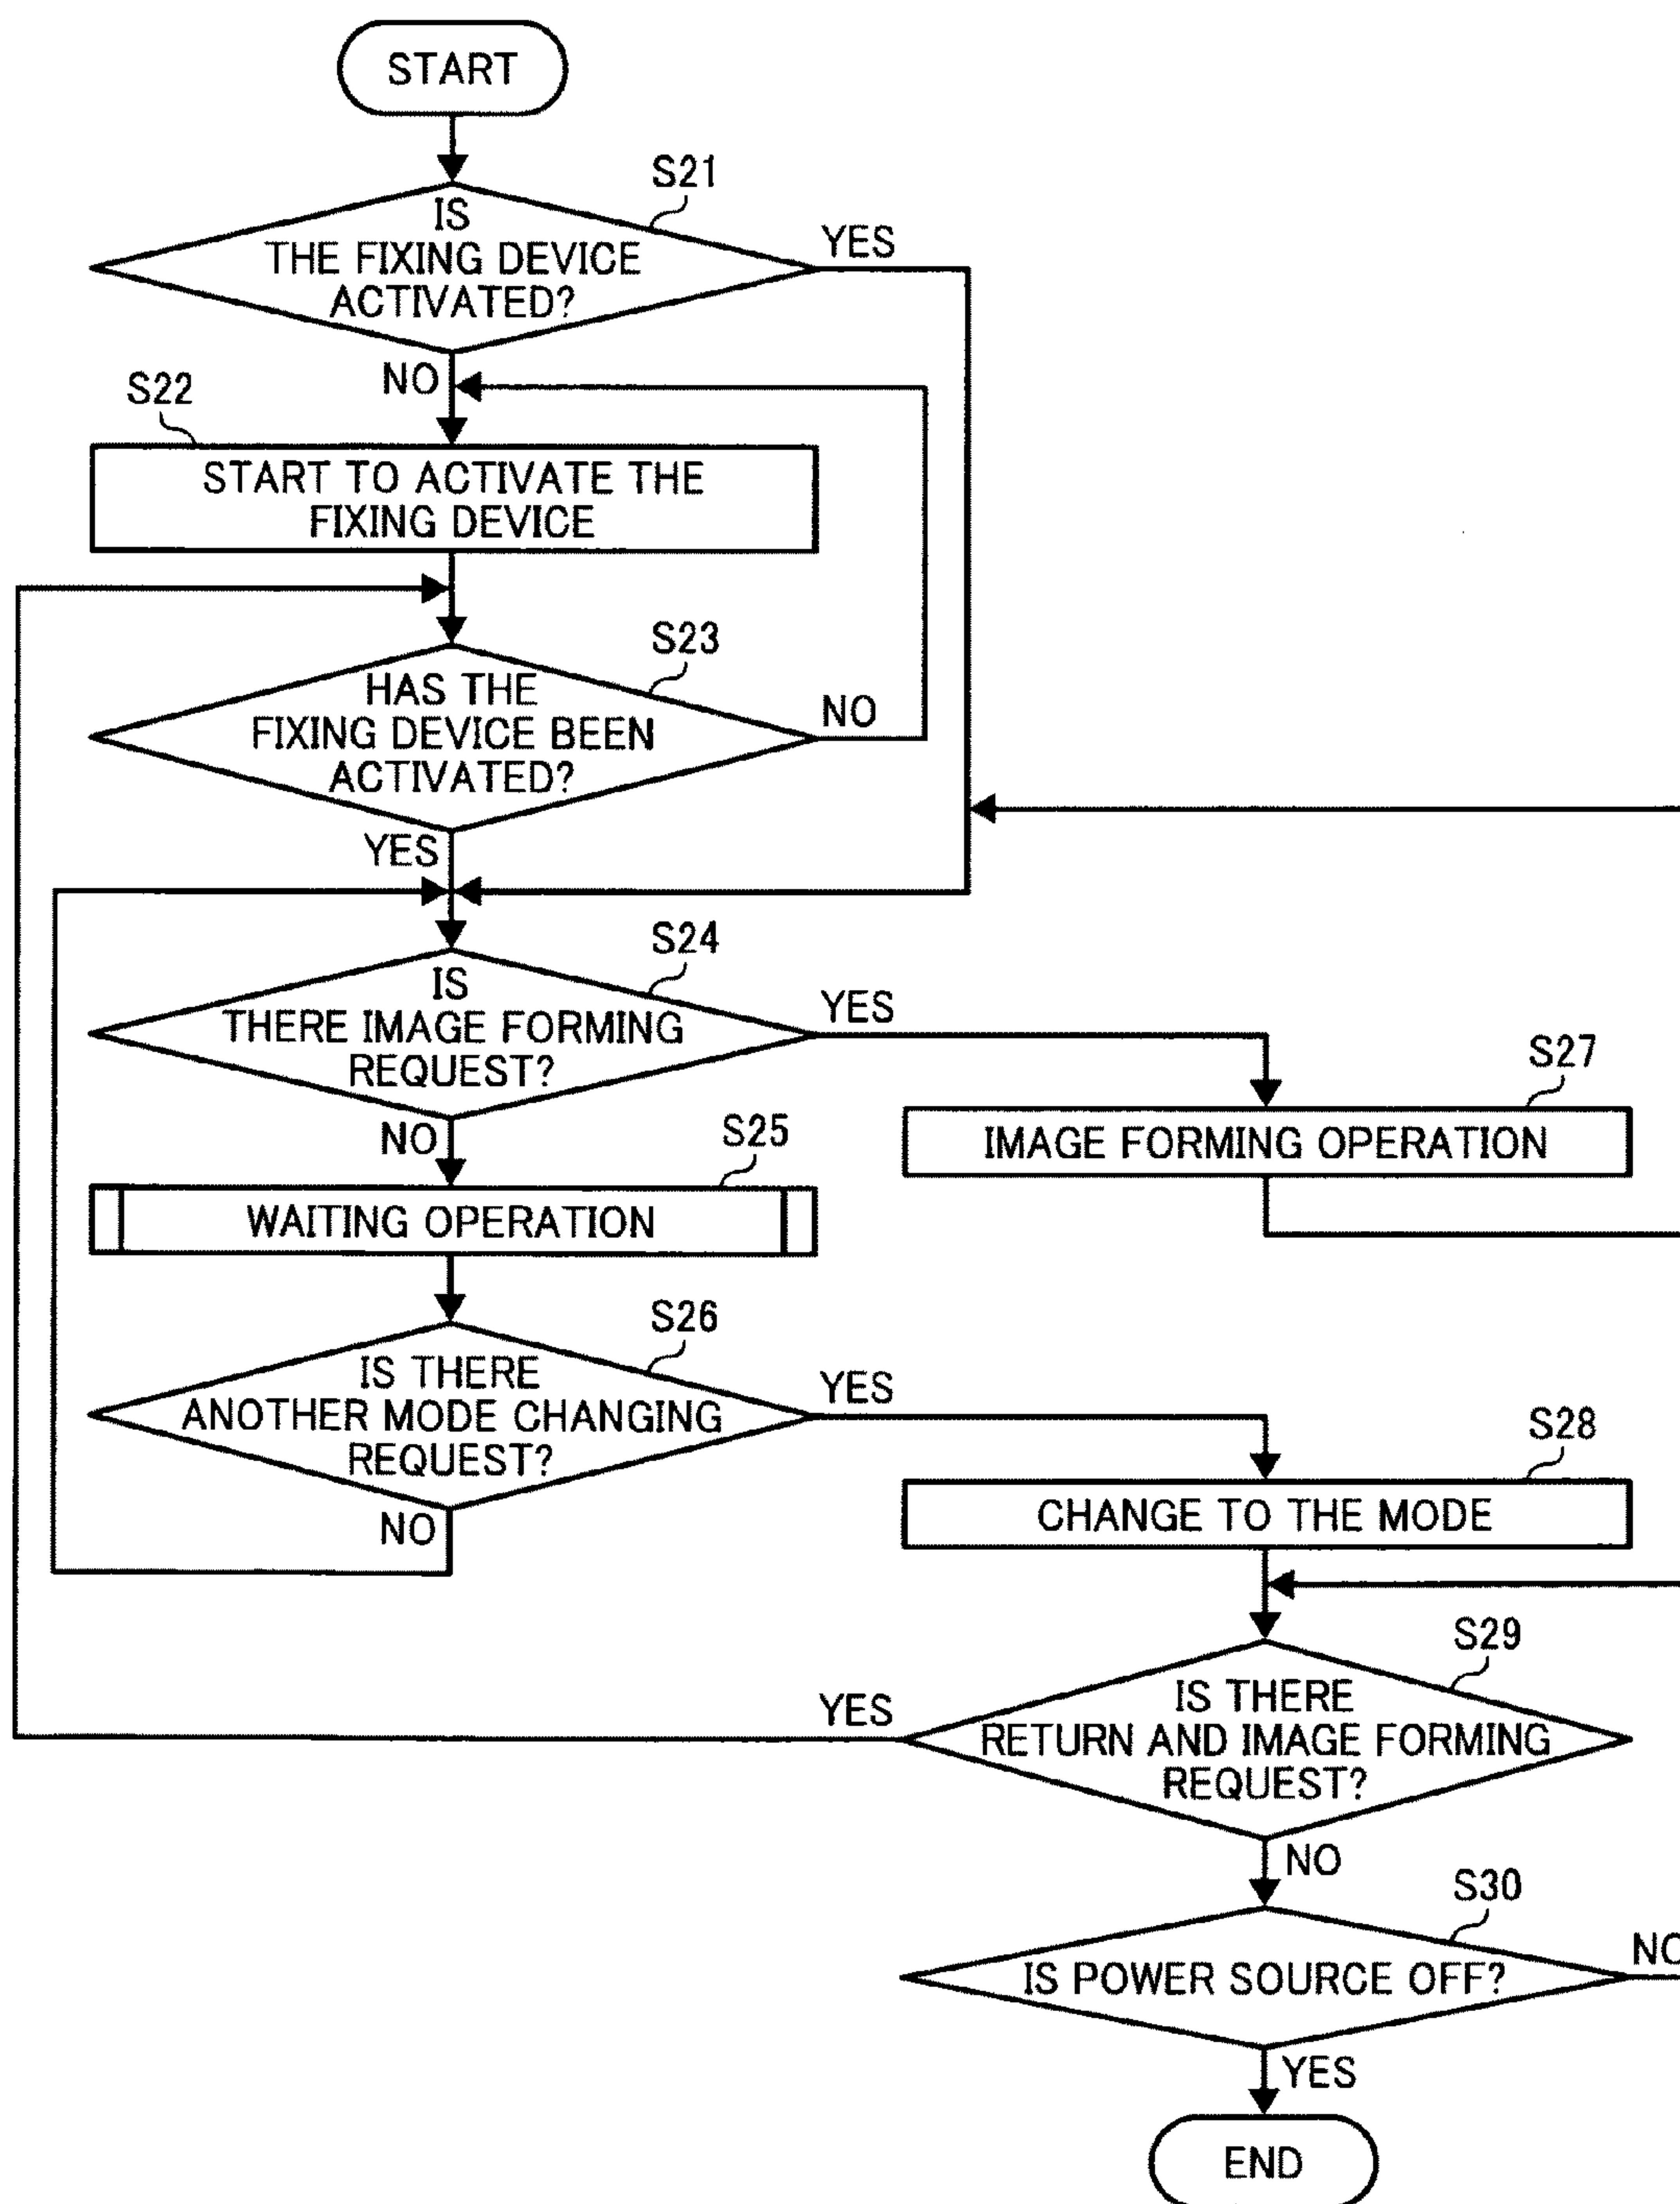 START
S21
IS
THE FIXING DEVICE
ACTIVATED?
YES
NO
S22
START TO ACTIVATE THE
FIXING DEVICE
S23
HAS THE
FIXING DEVICE BEEN
ACTIVATED?
NO
YES
S24
IS
THERE IMAGE FORMING
REQUEST?
YES
NO
S27
IMAGE FORMING OPERATION
S25
WAITING OPERATION
S26
IS THERE
ANOTHER MODE CHANGING
REQUEST?
YES
NO
S28
CHANGE TO THE MODE
S29
IS THERE
RETURN AND IMAGE FORMING
REQUEST?
YES
NO
S30
IS POWER SOURCE OFF?
NO
YES
END